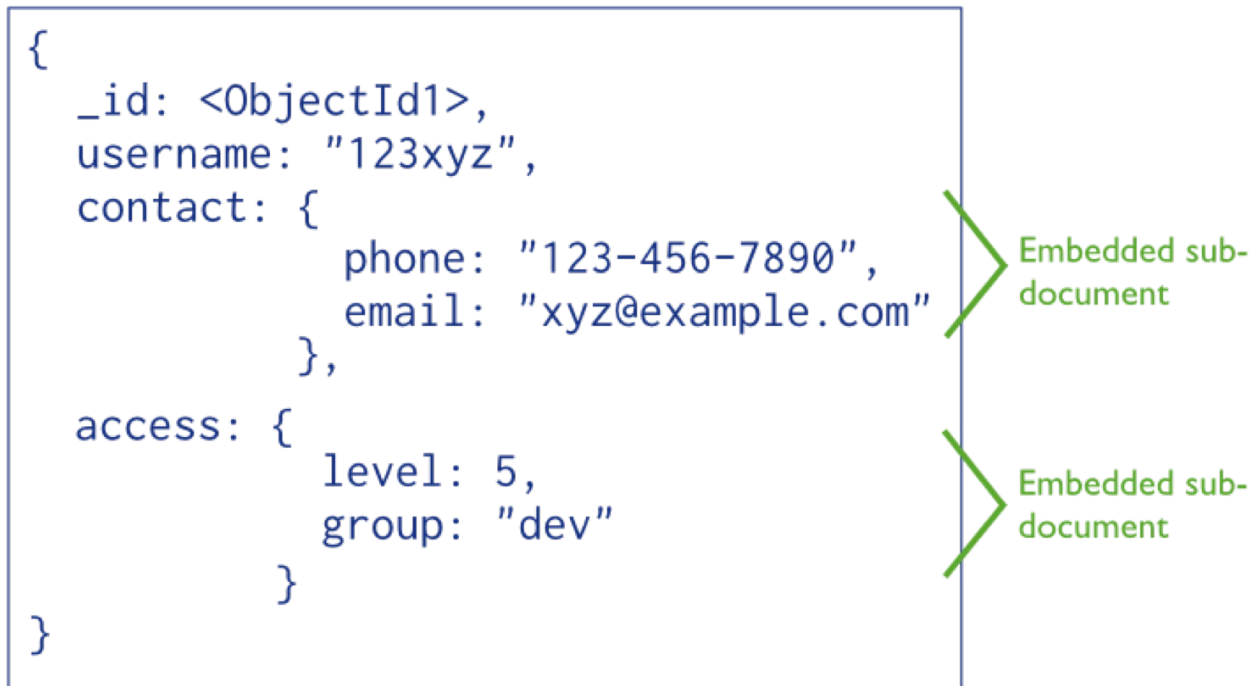 {
_id: <ObjectId1>,
username: "123xyz",
contact: {
phone: "123-456-7890",
email: "xyz@example.com"
},
access: {
level: 5,
group: "dev"
}
}
Embedded sub-
document
Embedded sub-
document